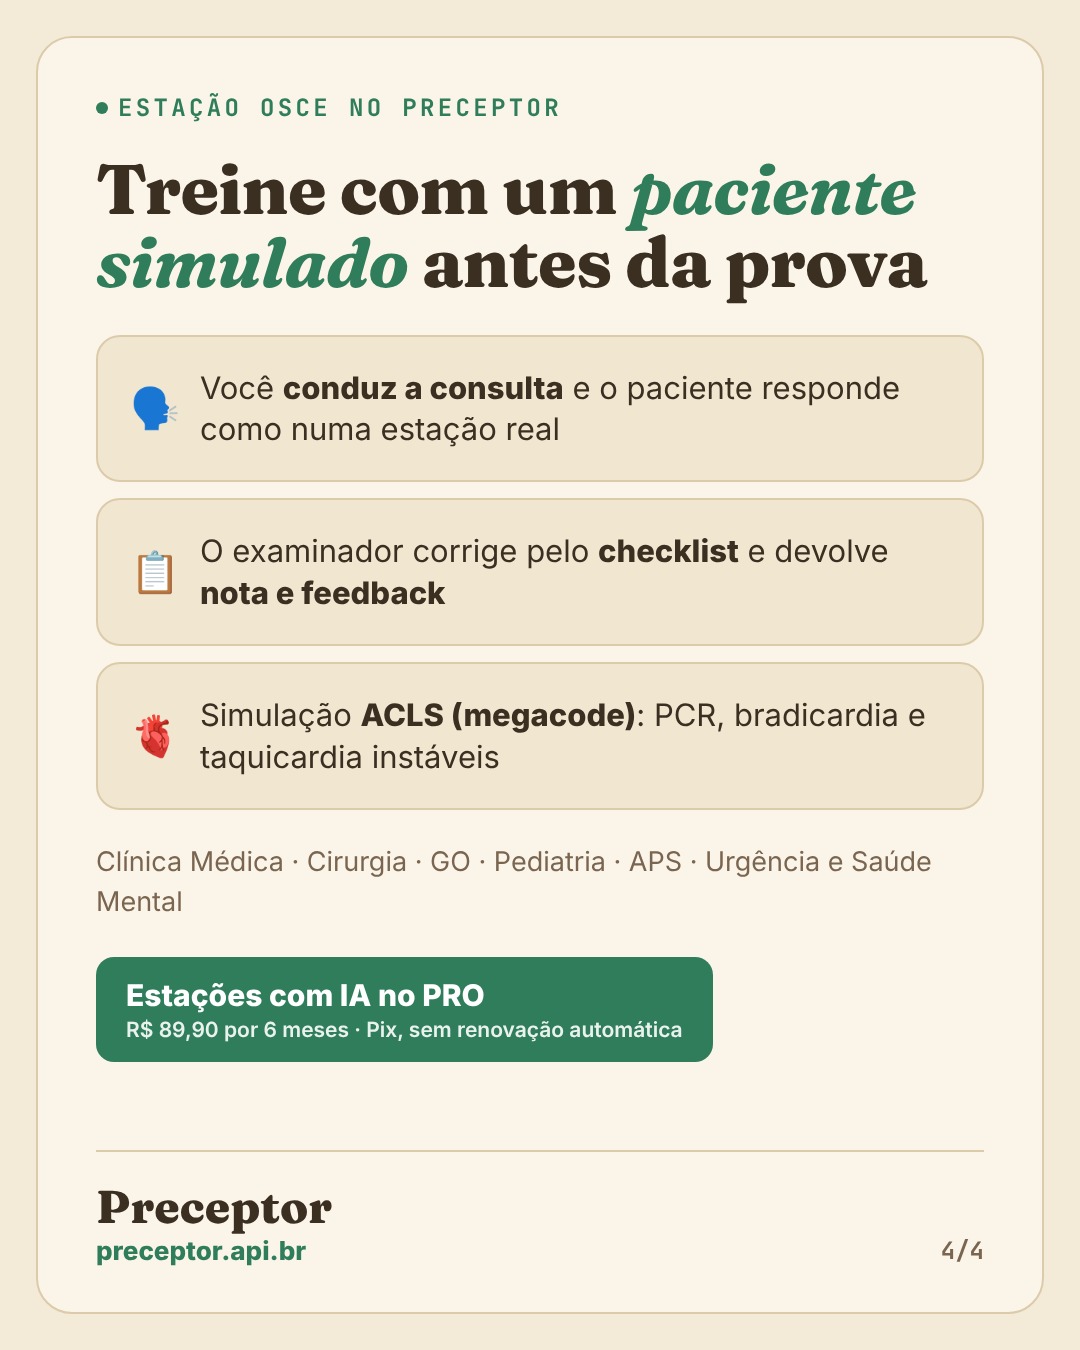 ESTAÇÃO OSCE NO PRECEPTOR
Treine com um paciente
simulado antes da prova
Você conduz a consulta e o paciente responde
como numa estação real
O examinador corrige pelo checklist e devolve
nota e feedback
Simulação ACLS (megacode): PCR, bradicardia e
taquicardia instáveis
Clínica Médica · Cirurgia · GO · Pediatria · APS · Urgência e Saúde
Mental
Estações com IA no PRO
R$ 89,90 por 6 meses · Pix, sem renovação automática
Preceptor
preceptor.api.br
4/4